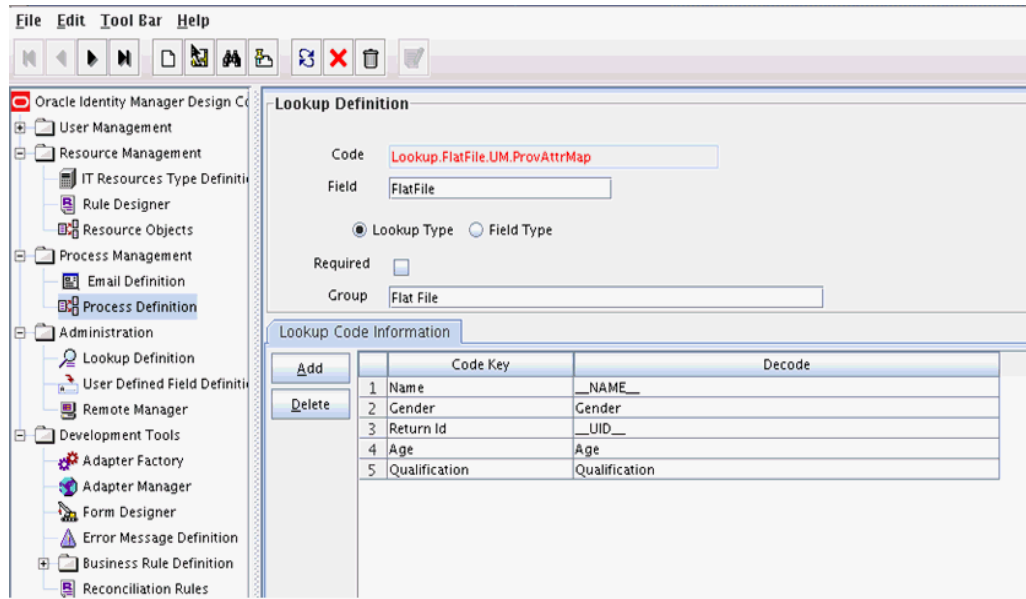 File Edit Tool Bar Help
Oracle Identity Manager Design Co
User Management
Resource Management
IT Resources Type Definiti
Rule Designer
Resource Objects
Process Management
Email Definition
Process Definition
Administration
Lookup Definition
User Defined Field Definiti
Remote Manager
Development Tools
Adapter Factory
Adapter Manager
Form Designer
Error Message Definition
Business Rule Definition
Reconciliation Rules
Lookup Definition
Code Lookup.FlatFile.UM.ProvAttrMap
Field FlatFile
Lookup Type Field Type
Required
Group Flat File
Lookup Code Information
Add
Delete
Code Key Decode
1 Name __NAME__
2 Gender Gender
3 Return Id __UID__
4 Age Age
5 Qualification Qualification